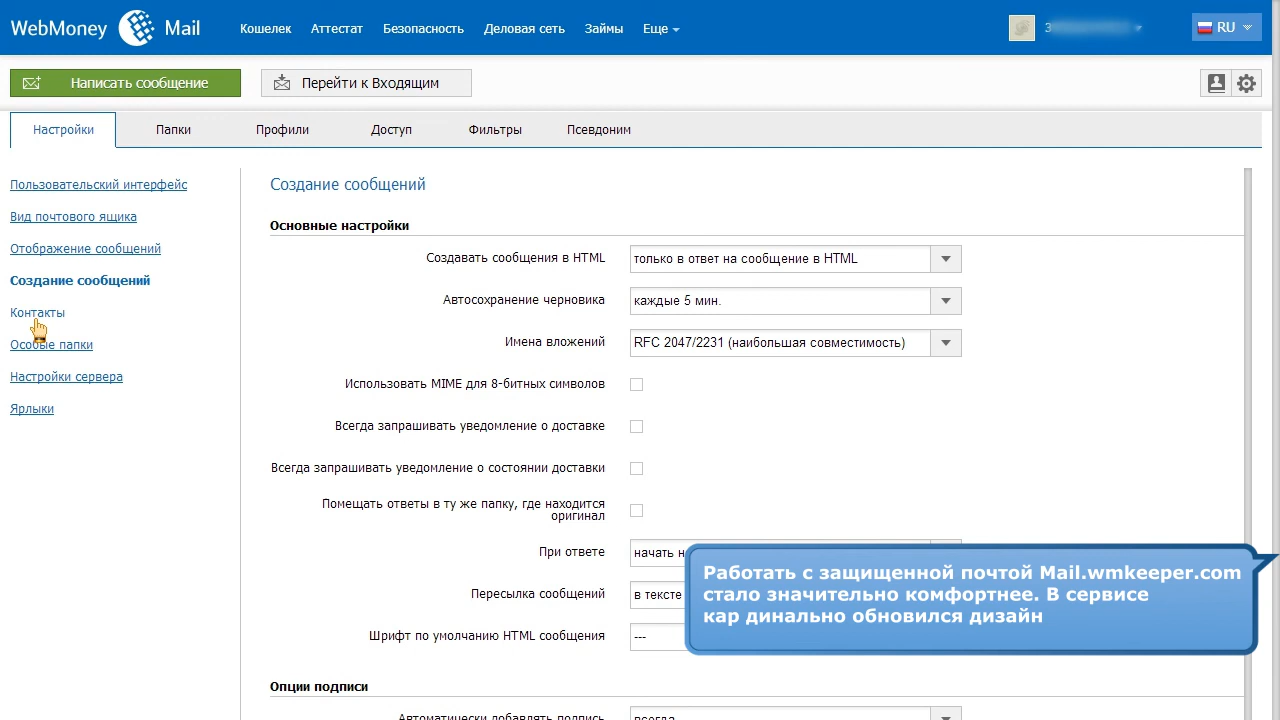 WebMoney Mail Кошелек Аттестат Безопасность Деловая сеть Займы Еще RU
Написать сообщение Перейти к Входящим
Настройки Папки Профили Доступ Фильтры Псевдоним
Пользовательский интерфейс
Вид почтового ящика
Отображение сообщений
Создание сообщений
Контакты
Особые папки
Настройки сервера
Ярлыки
Создание сообщений
Основные настройки
Создавать сообщения в HTML только в ответ на сообщение в HTML
Автосохранение черновика каждые 5 мин.
Имена вложений RFC 2047/2231 (наибольшая совместимость)
Использовать MIME для 8-битных символов
Всегда запрашивать уведомление о доставке
Всегда запрашивать уведомление о состоянии доставки
Помещать ответы в ту же папку, где находится
оригинал
При ответе начать н
Пересылка сообщений в тексте
Шрифт по умолчанию HTML сообщения ---
Опции подписи
Автоматически добавлять подпись всегда
Работать с защищенной почтой Mail.wmkeeper.com
стало значительно комфортнее. В сервисе
кар динально обновился дизайн